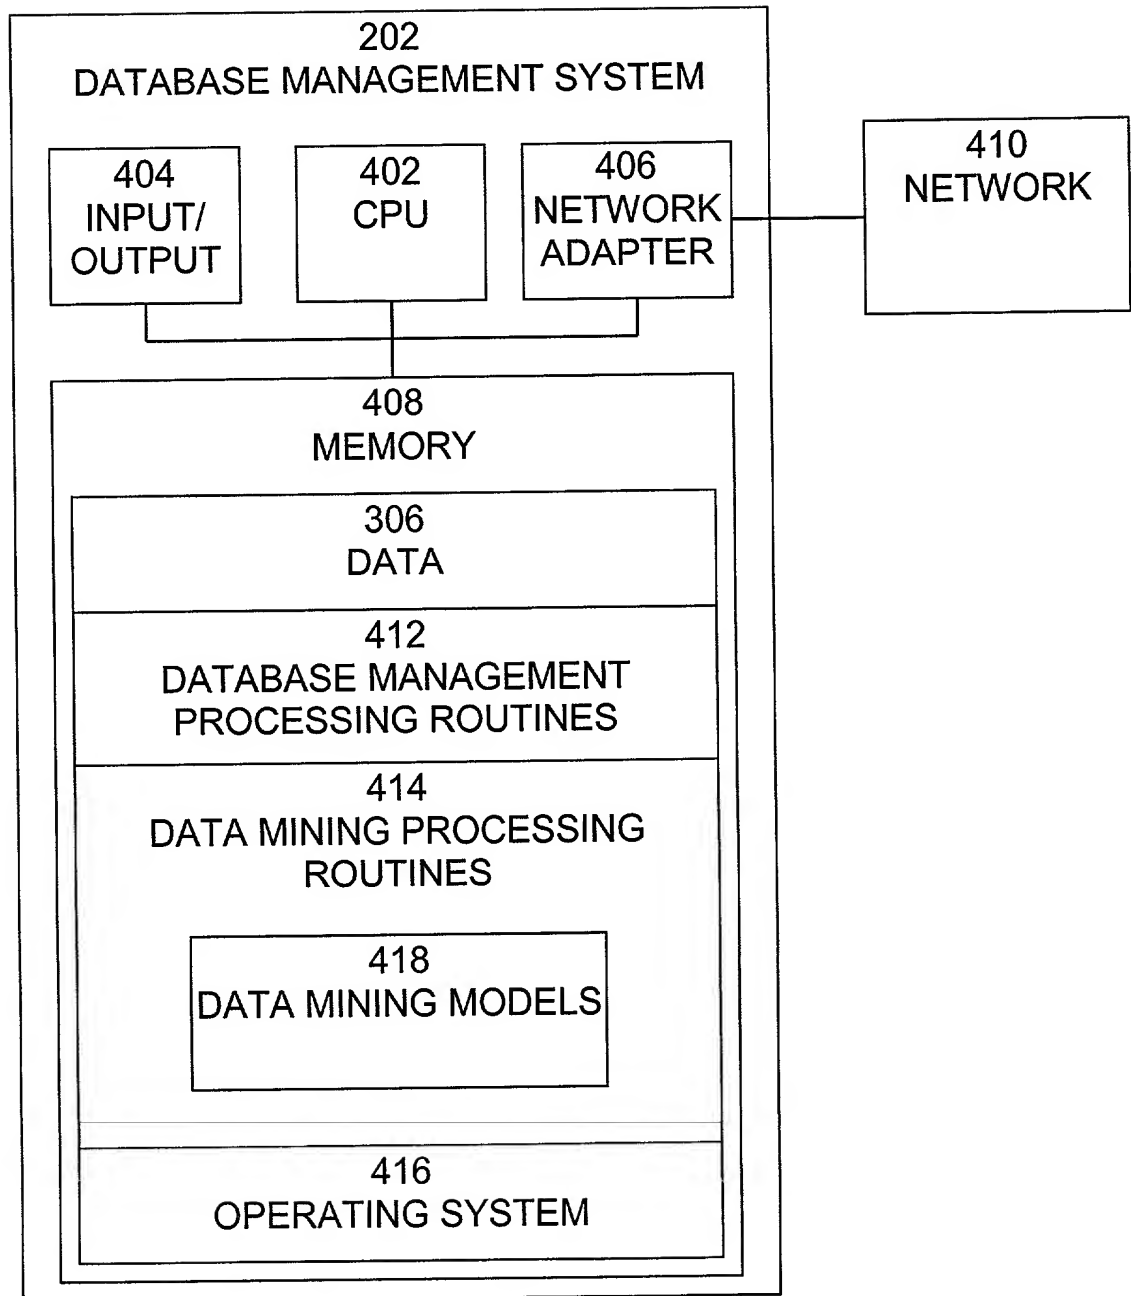 202
DATABASE MANAGEMENT SYSTEM
404
INPUT/
OUTPUT
402
CPU
406
NETWORK
ADAPTER
410
NETWORK
408
MEMORY
306
DATA
412
DATABASE MANAGEMENT
PROCESSING ROUTINES
414
DATA MINING PROCESSING
ROUTINES
418
DATA MINING MODELS
416
OPERATING SYSTEM